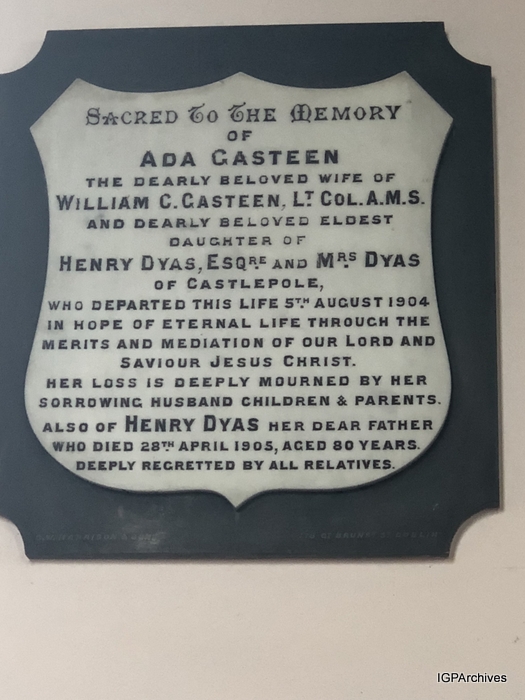 SACRED TO THE MEMORY
OF
ADA GASTEEN
THE DEARLY BELOVED WIFE OF
WILLIAM C. GASTEEN, LT COL. A.M.S.
AND DEARLY BELOVED ELDEST
DAUGHTER OF
HENRY DYAS, ESQRE AND MRS DYAS
OF CASTLEPOLE,
WHO DEPARTED THIS LIFE 5TH AUGUST 1904
IN HOPE OF ETERNAL LIFE THROUGH THE
MERITS AND MEDIATION OF OUR LORD AND
SAVIOUR JESUS CHRIST.
HER LOSS IS DEEPLY MOURNED BY HER
SORROWING HUSBAND CHILDREN & PARENTS.
ALSO OF HENRY DYAS HER DEAR FATHER
WHO DIED 28TH APRIL 1905, AGED 80 YEARS.
DEEPLY REGRETTED BY ALL RELATIVES.
DUBLIN
IGPArchives